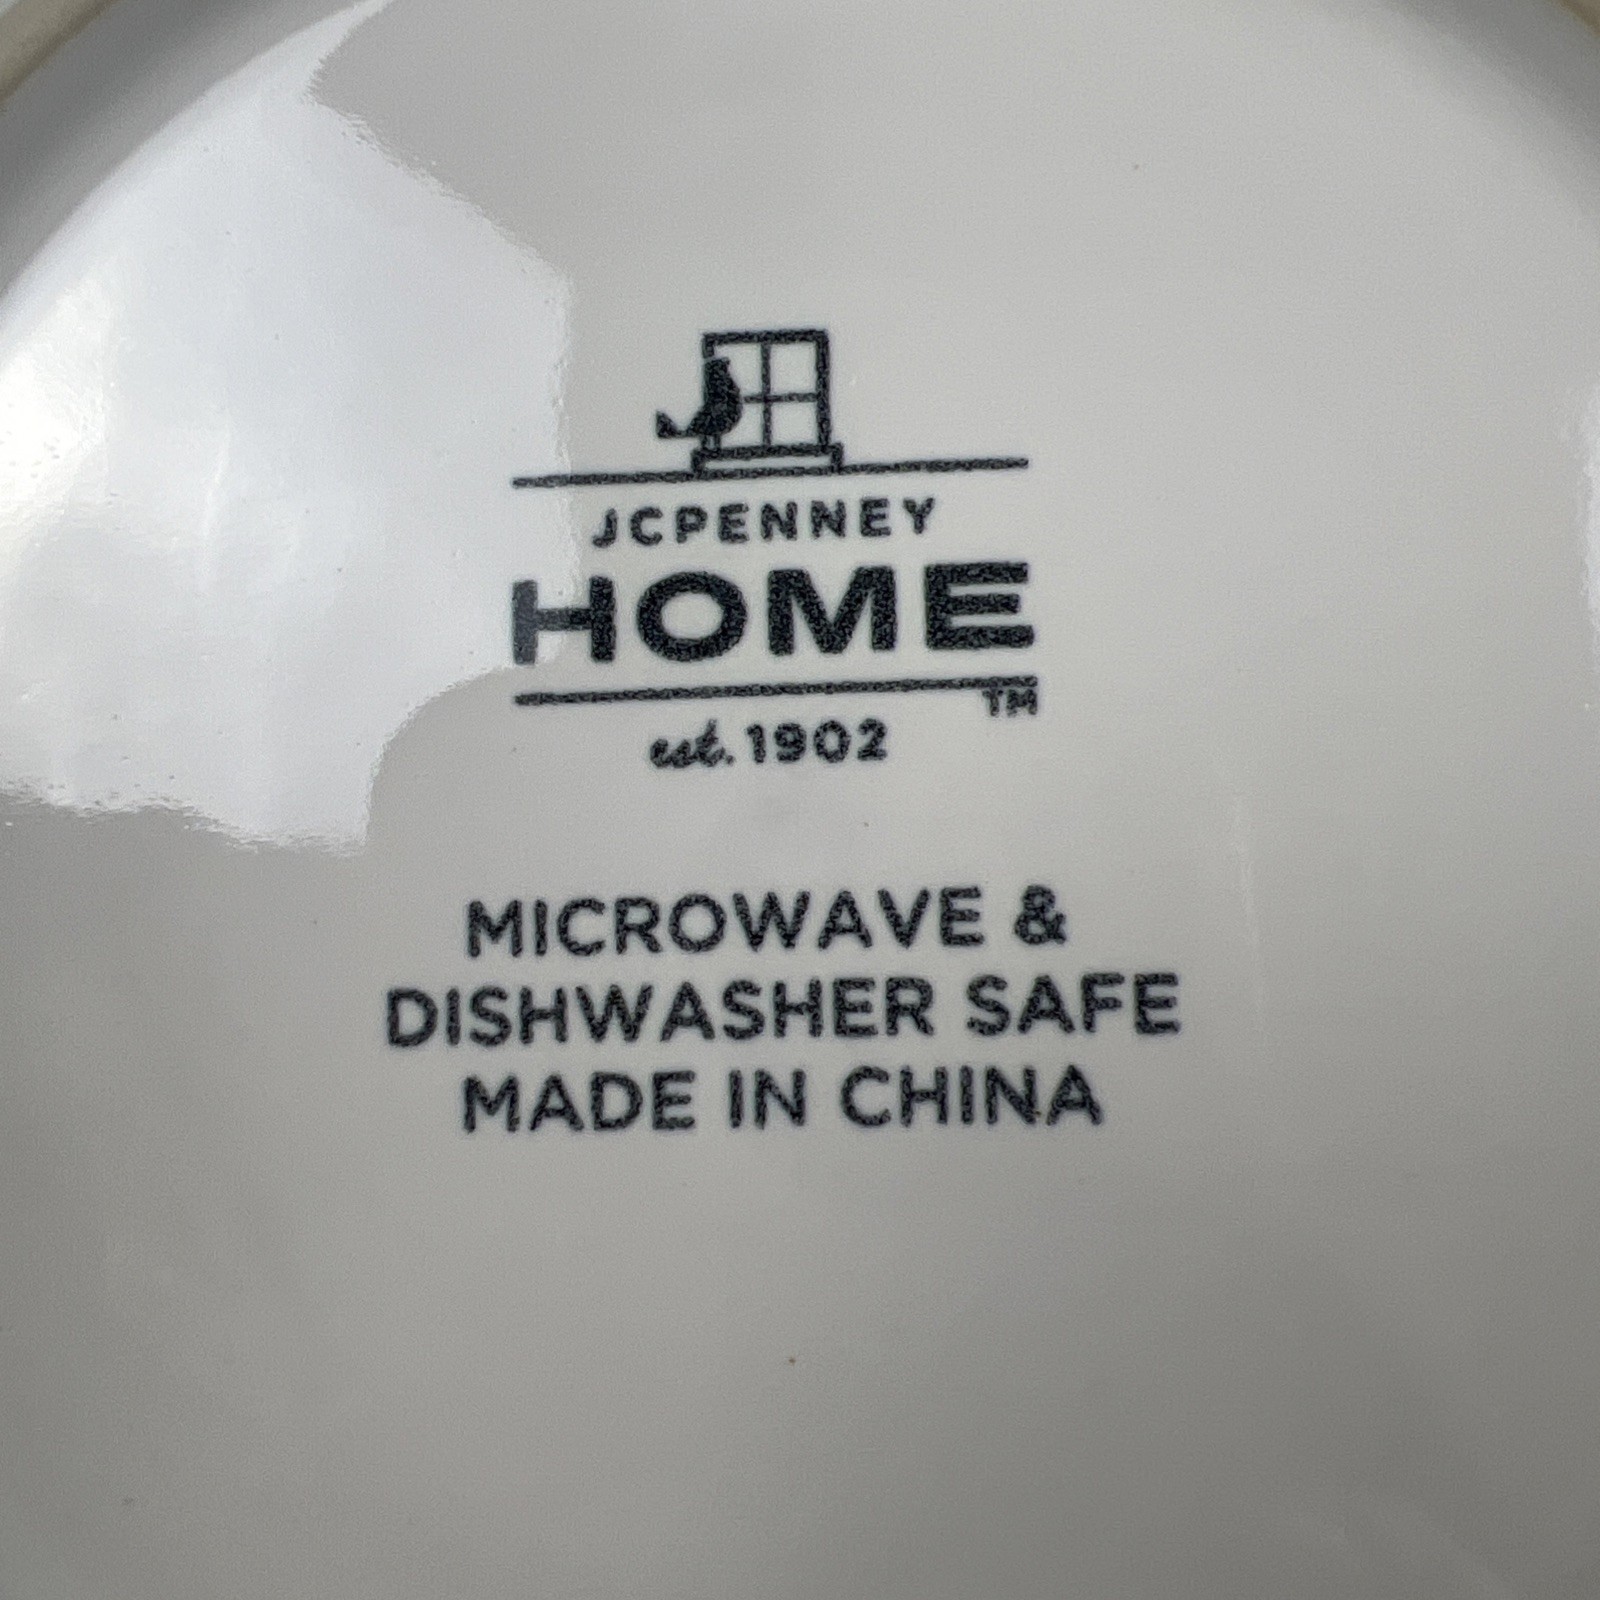 JCPENNEY
HOME
TM
est. 1902
MICROWAVE &
DISHWASHER SAFE
MADE IN CHINA